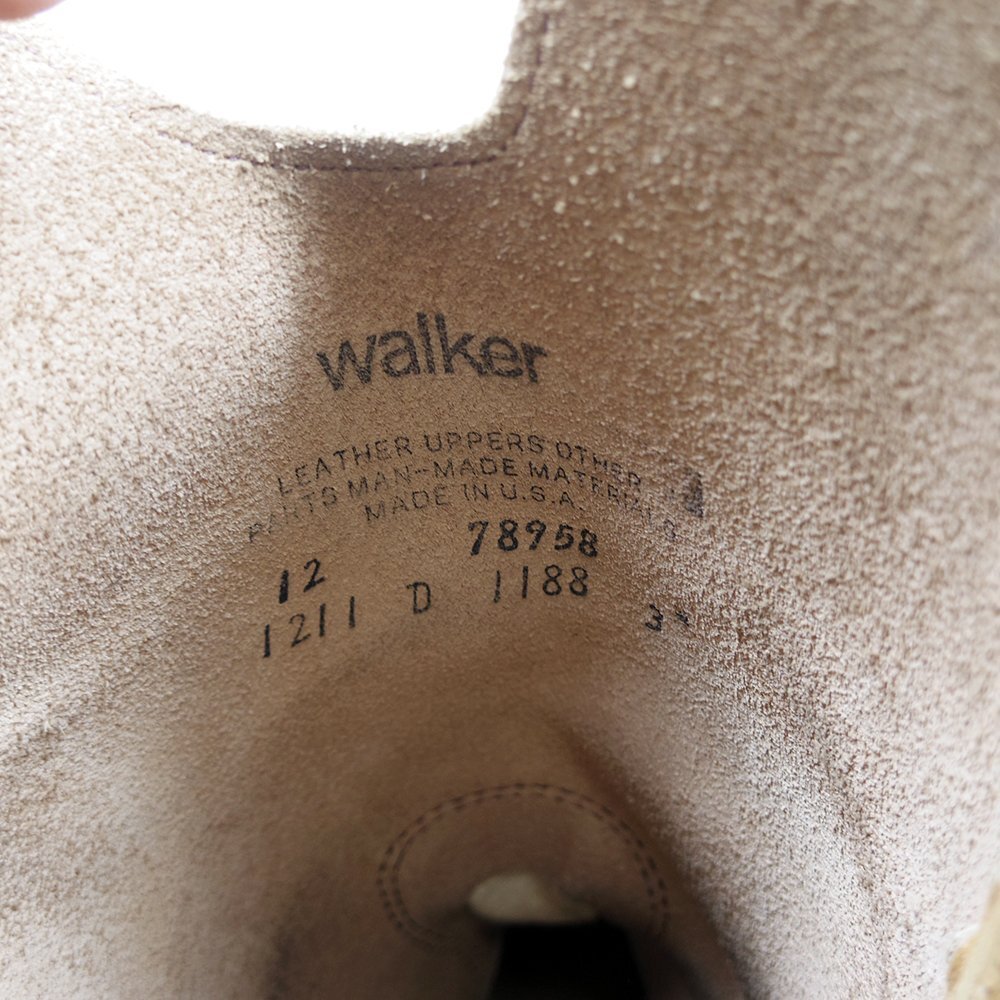 walker
LEATHER UPPERS OTHER
PARTS MAN-MADE MATERIALS
MADE IN U.S.A.
12 78958
1211 D 1188